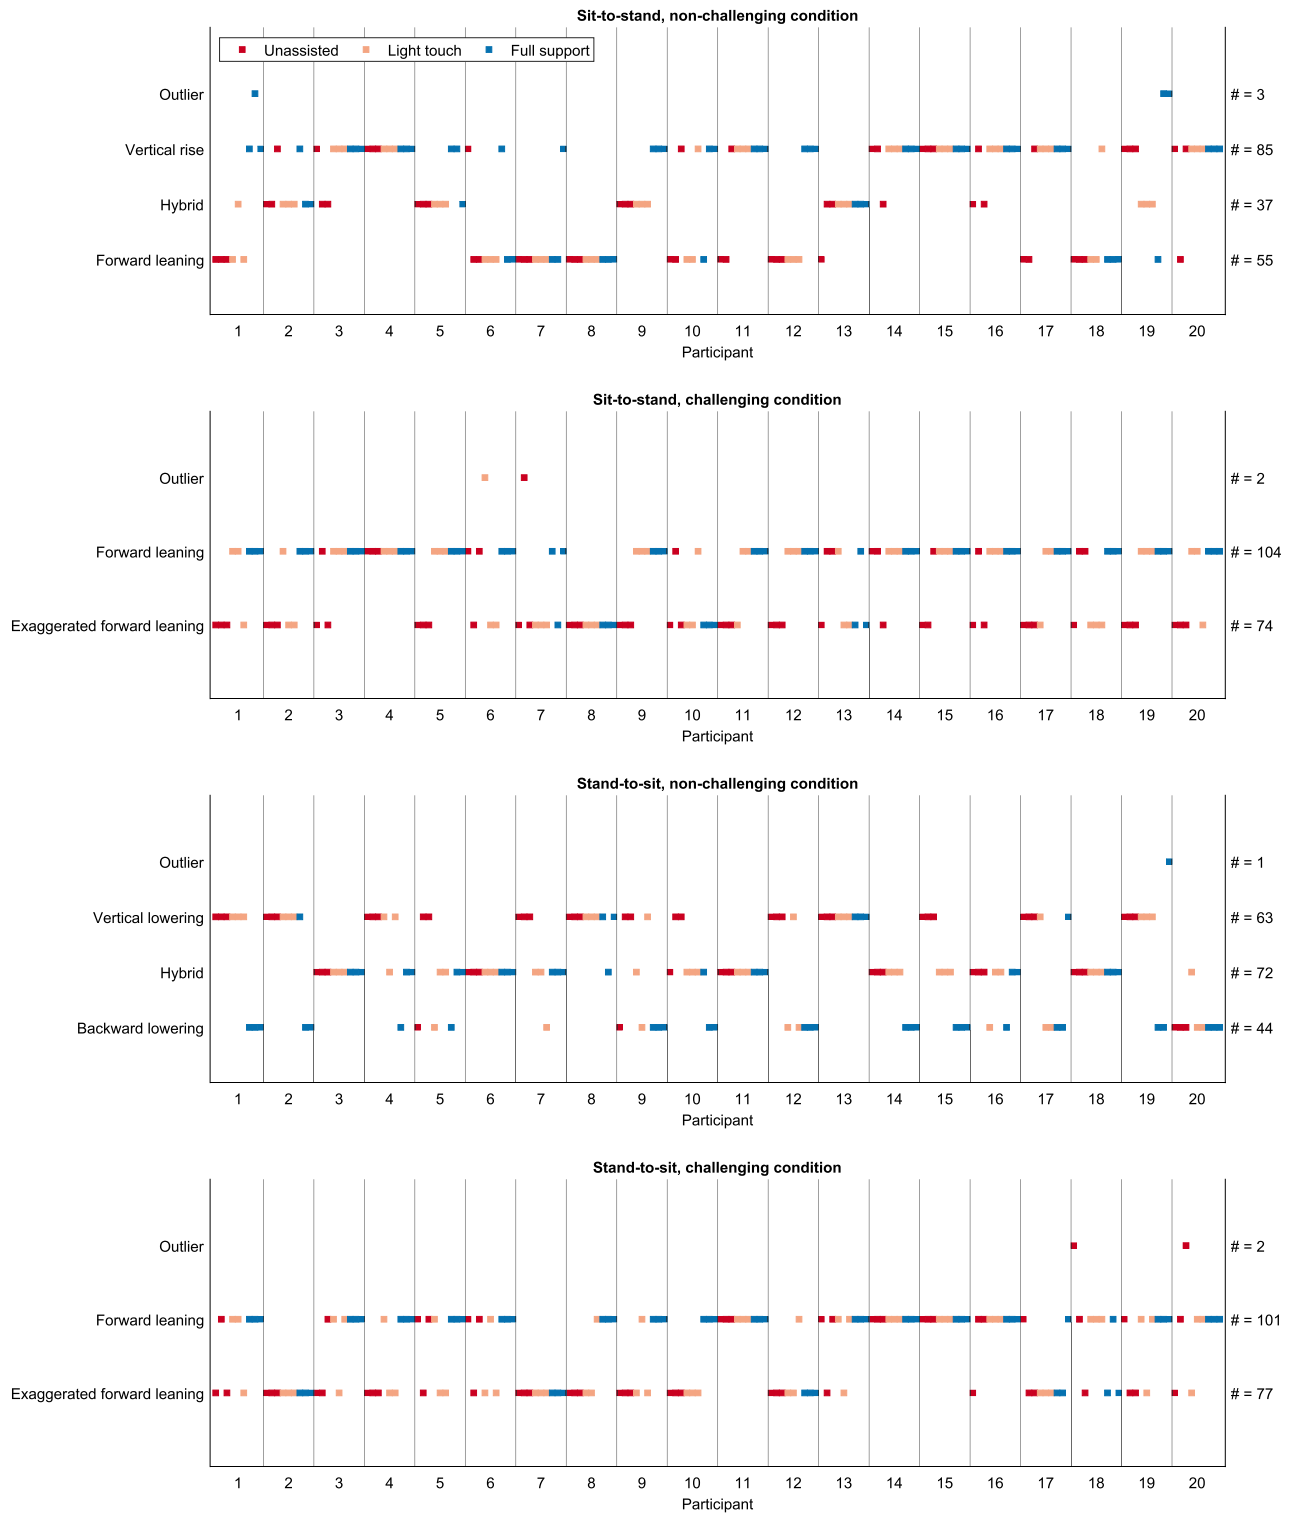 Sit-to-stand, non-challenging condition
Unassisted Light touch Full support
Outlier # = 3
Vertical rise # = 85
Hybrid # = 37
Forward leaning # = 55
1 2 3 4 5 6 7 8 9 10 11 12 13 14 15 16 17 18 19 20
Participant
Sit-to-stand, challenging condition
Outlier # = 2
Forward leaning # = 104
Exaggerated forward leaning # = 74
1 2 3 4 5 6 7 8 9 10 11 12 13 14 15 16 17 18 19 20
Participant
Stand-to-sit, non-challenging condition
Outlier # = 1
Vertical lowering # = 63
Hybrid # = 72
Backward lowering # = 44
1 2 3 4 5 6 7 8 9 10 11 12 13 14 15 16 17 18 19 20
Participant
Stand-to-sit, challenging condition
Outlier # = 2
Forward leaning # = 101
Exaggerated forward leaning # = 77
1 2 3 4 5 6 7 8 9 10 11 12 13 14 15 16 17 18 19 20
Participant